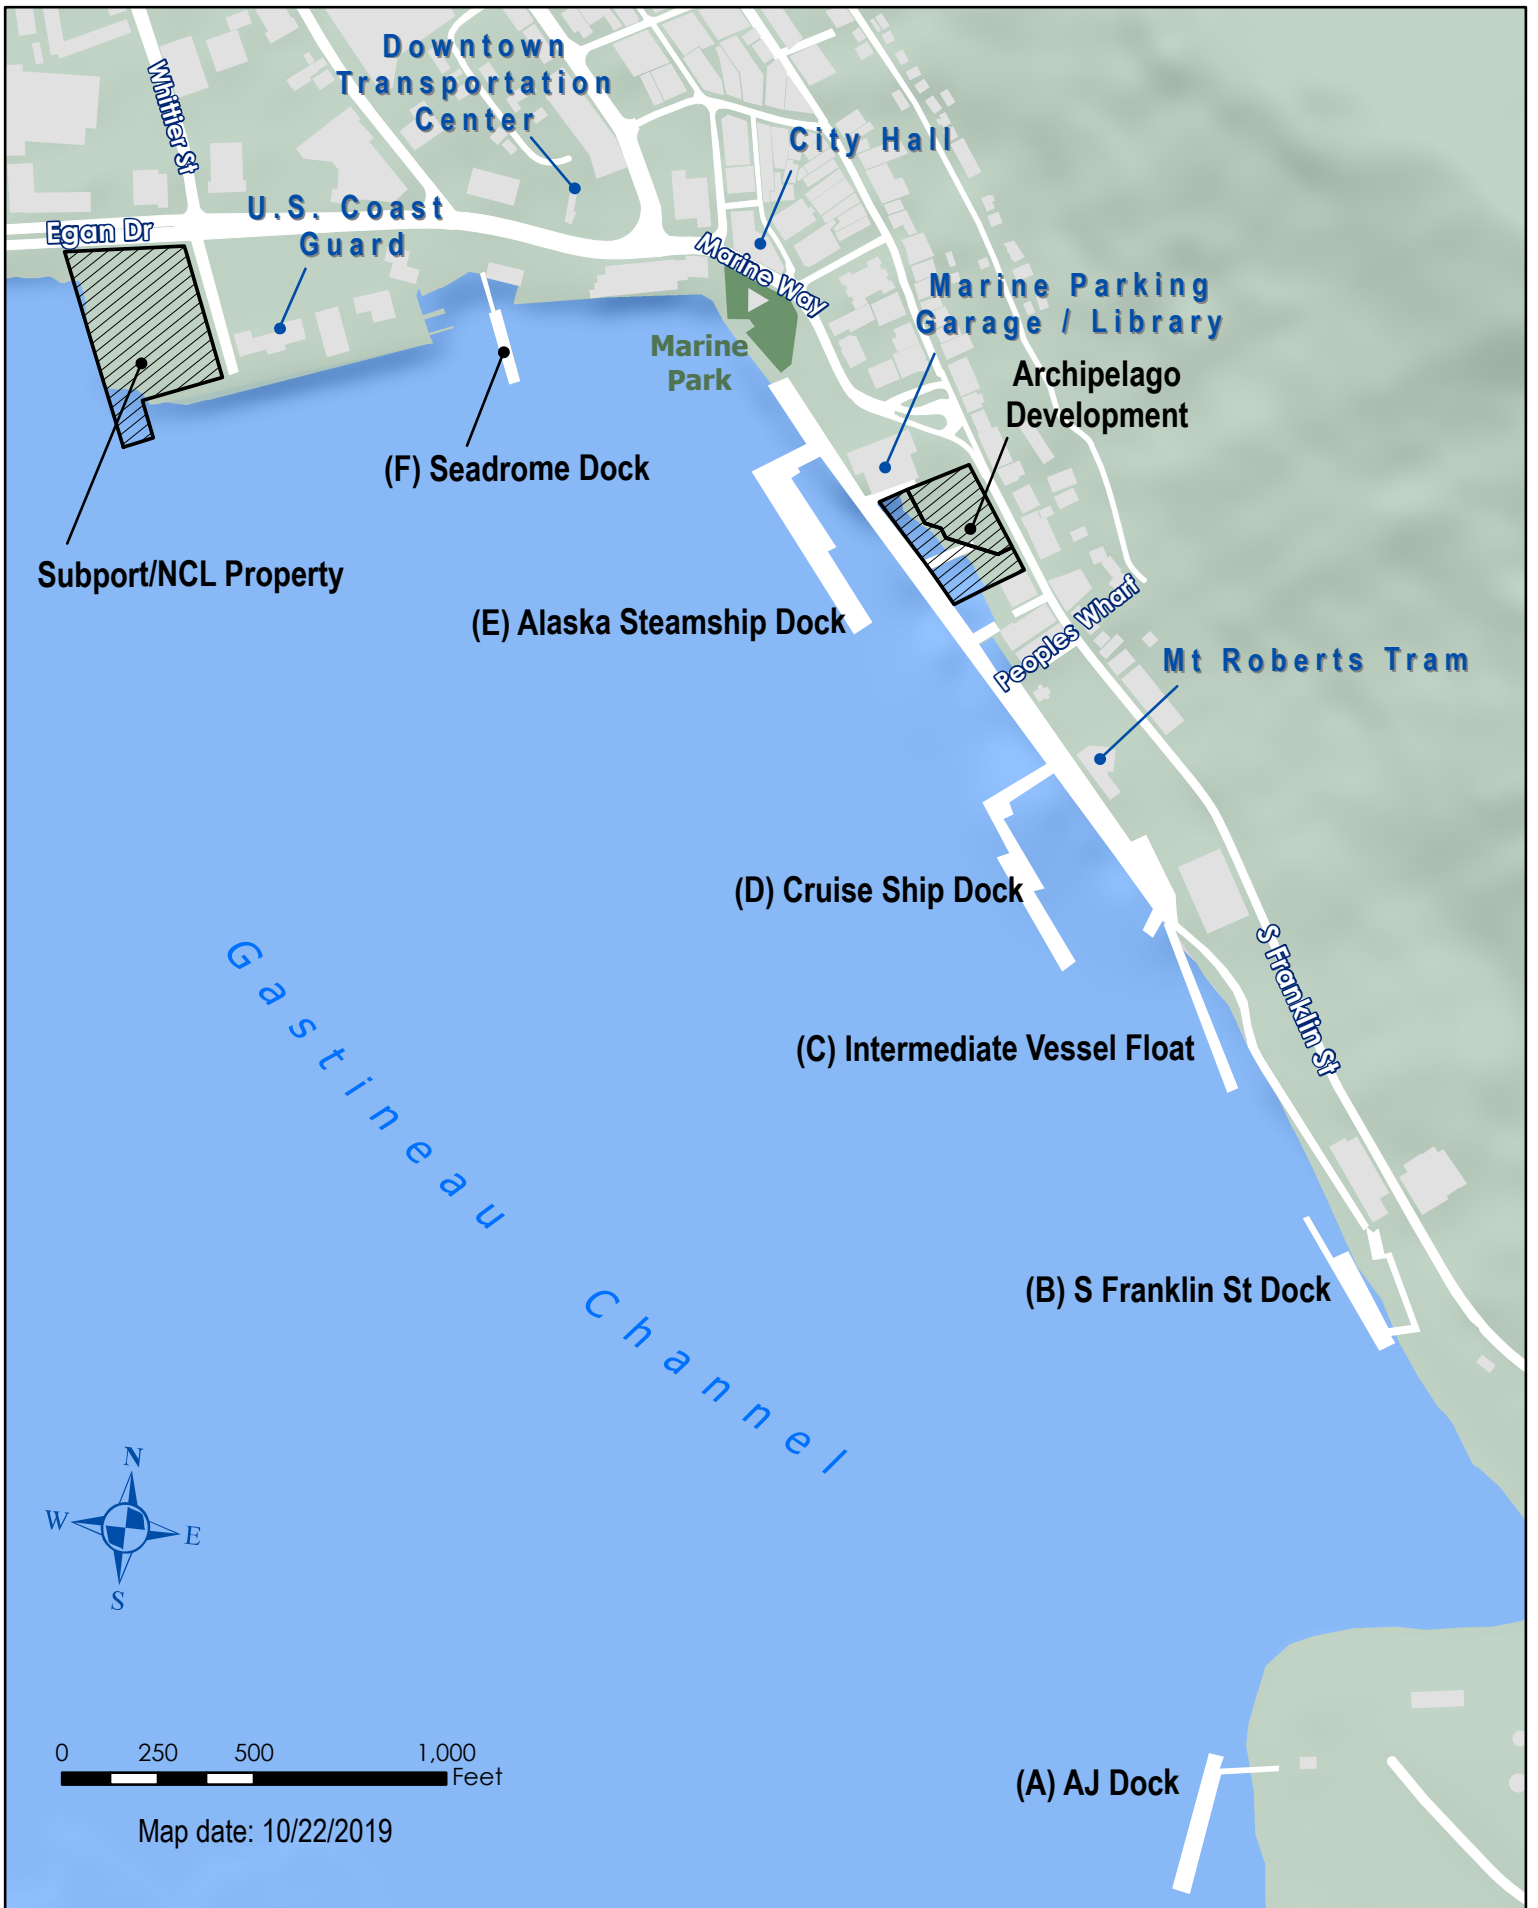 Downtown
Transportation
Center
Whittier St
City Hall
U.S. Coast
Guard
Egan Dr
Marine Way
Marine Parking
Garage / Library
Marine
Park
Archipelago
Development
(F) Seadrome Dock
Subport/NCL Property
(E) Alaska Steamship Dock
Peoples Wharf
Mt Roberts Tram
(D) Cruise Ship Dock
S Franklin St
(C) Intermediate Vessel Float
Gastineau Channel
(B) S Franklin St Dock
N
W
E
S
0 250 500 1,000
Feet
(A) AJ Dock
Map date: 10/22/2019